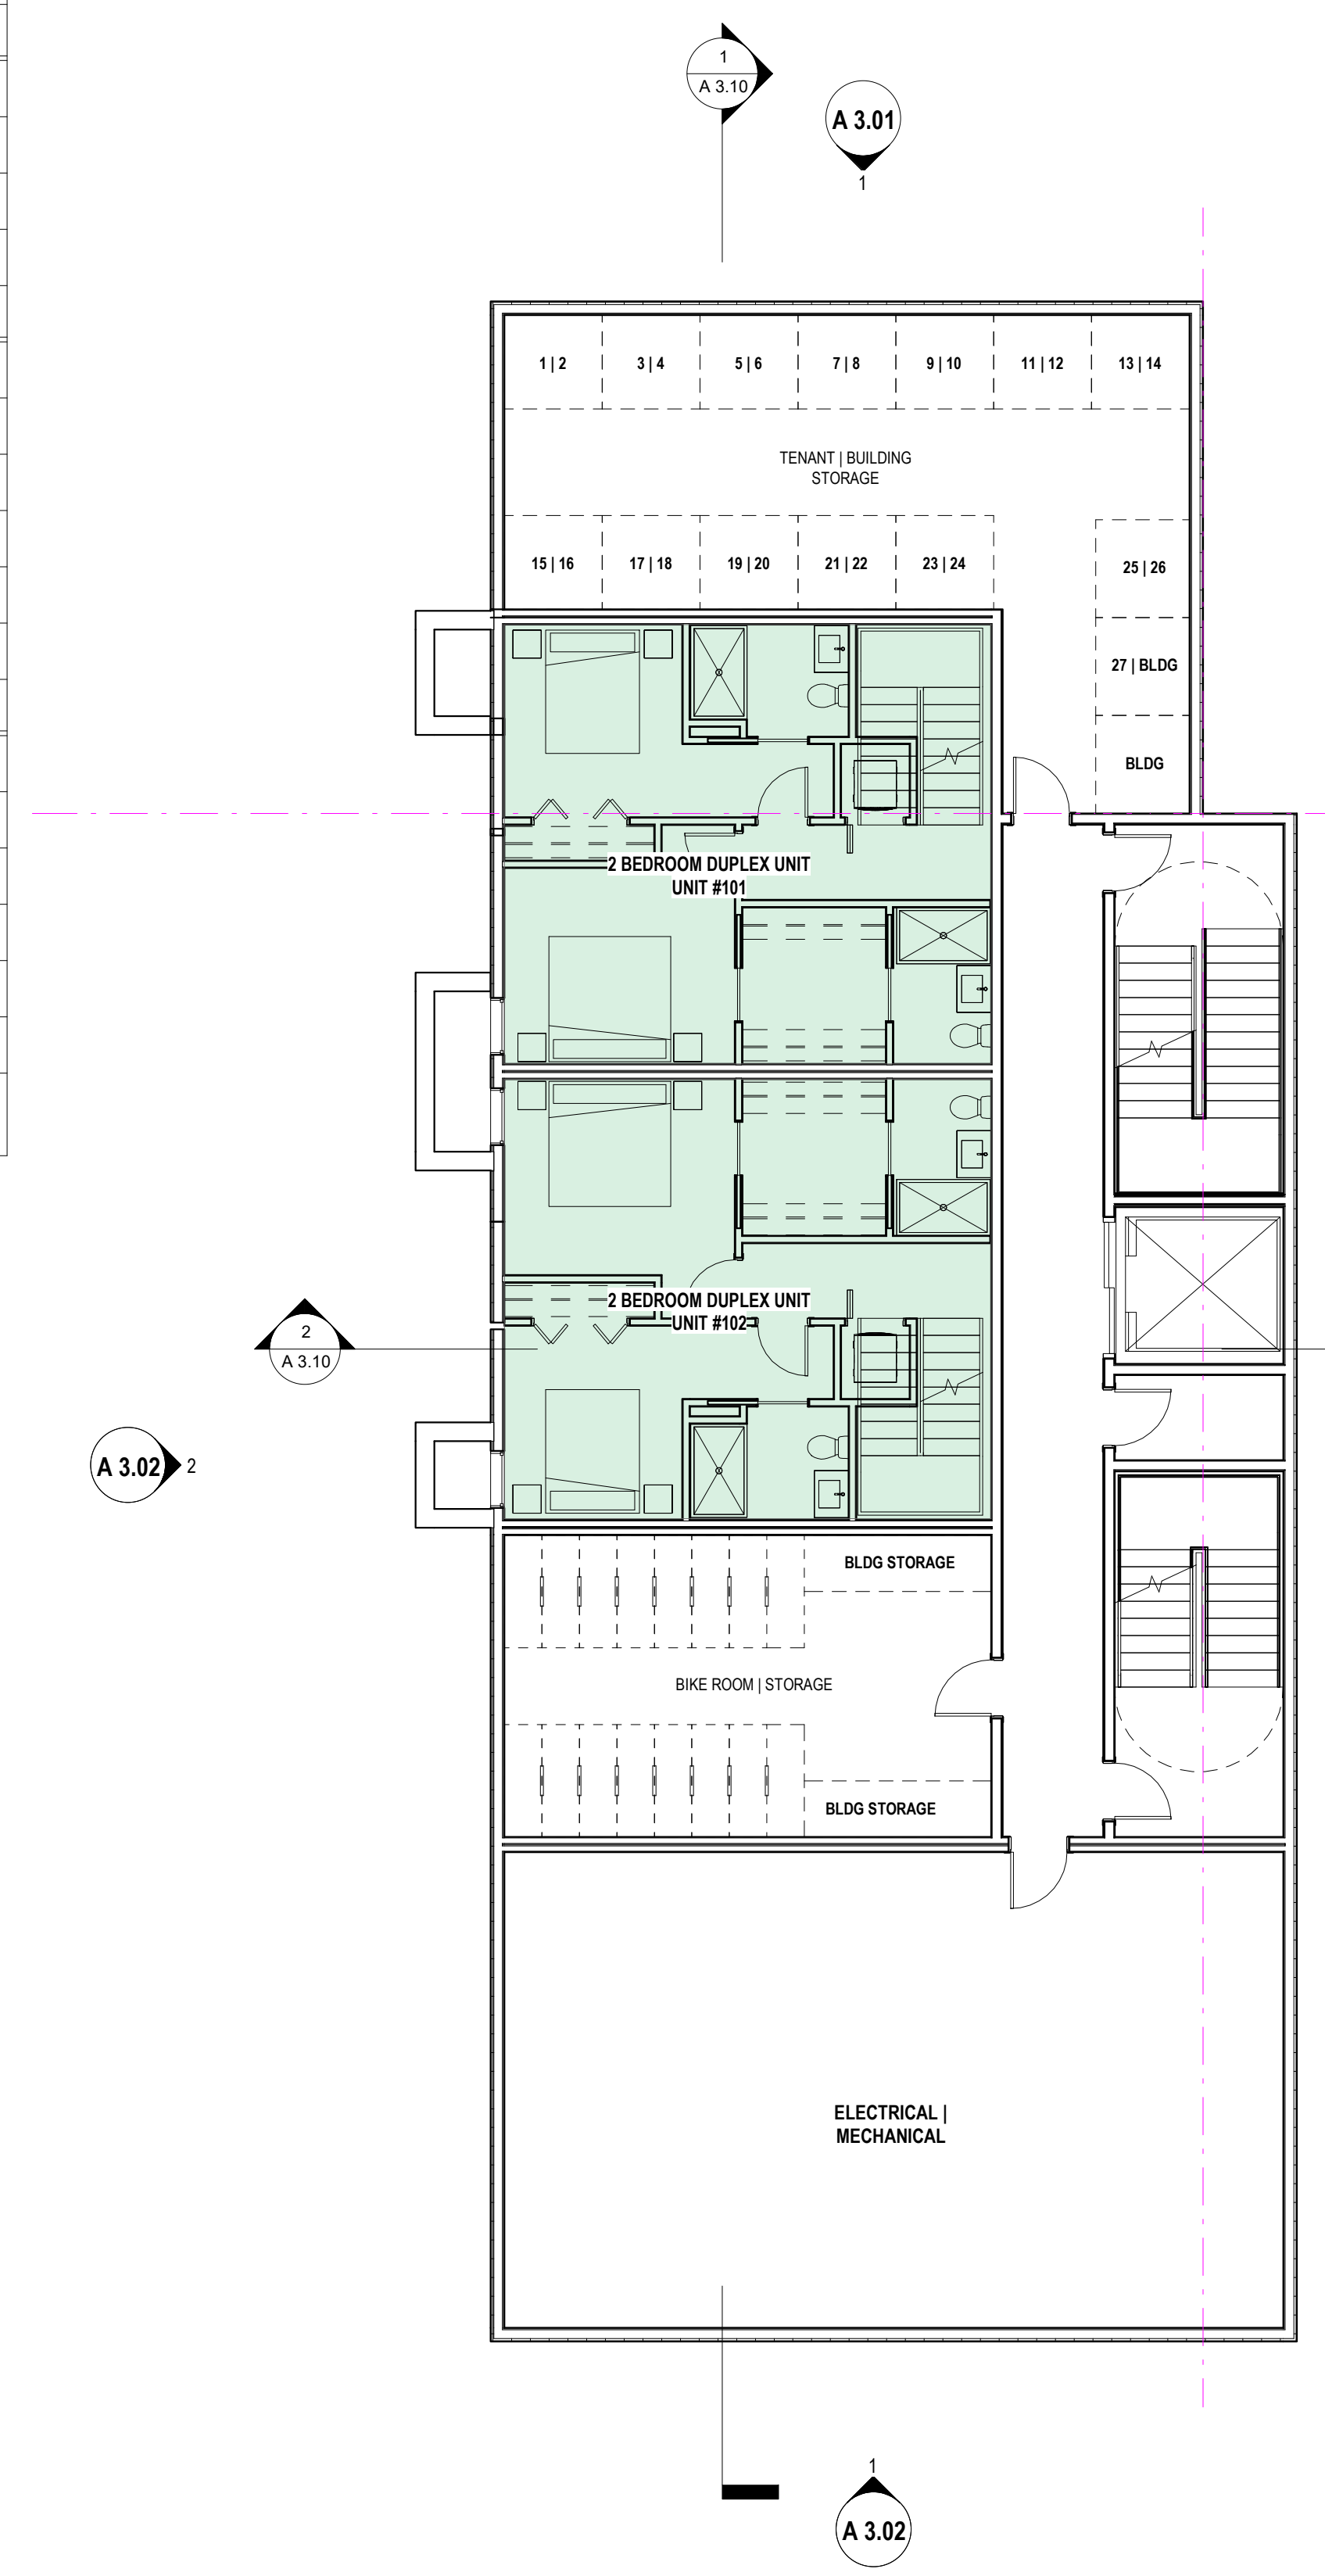 1
A 3.10
A 3.01
1
1 | 2
3 | 4
5 | 6
7 | 8
9 | 10
11 | 12
13 | 14
TENANT | BUILDING
STORAGE
15 | 16
17 | 18
19 | 20
21 | 22
23 | 24
25 | 26
27 | BLDG
BLDG
2 BEDROOM DUPLEX UNIT
UNIT #101
2 BEDROOM DUPLEX UNIT
UNIT #102
2
A 3.10
A 3.02
2
BLDG STORAGE
BIKE ROOM | STORAGE
BLDG STORAGE
ELECTRICAL |
MECHANICAL
1
A 3.02